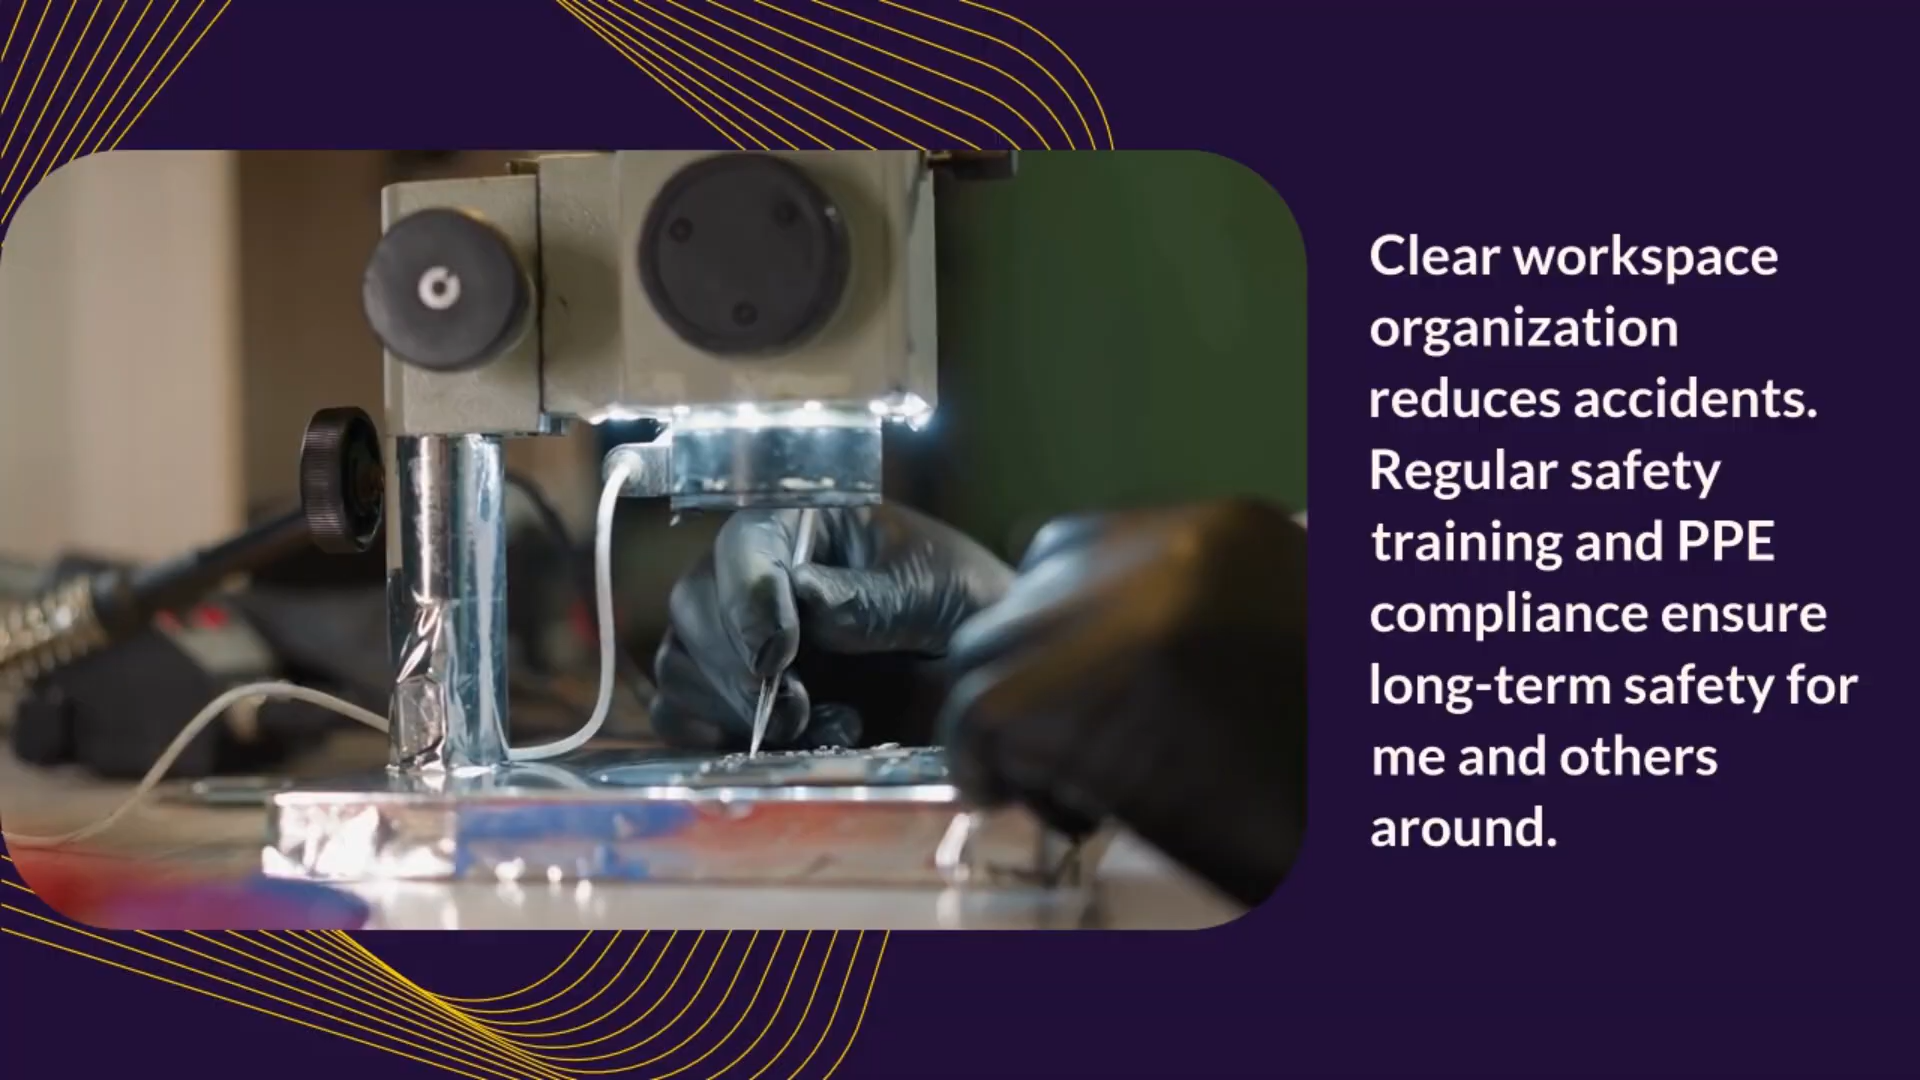 Clear workspace
organization
reduces accidents.
Regular safety
training and PPE
compliance ensure
long-term safety for
me and others
around.